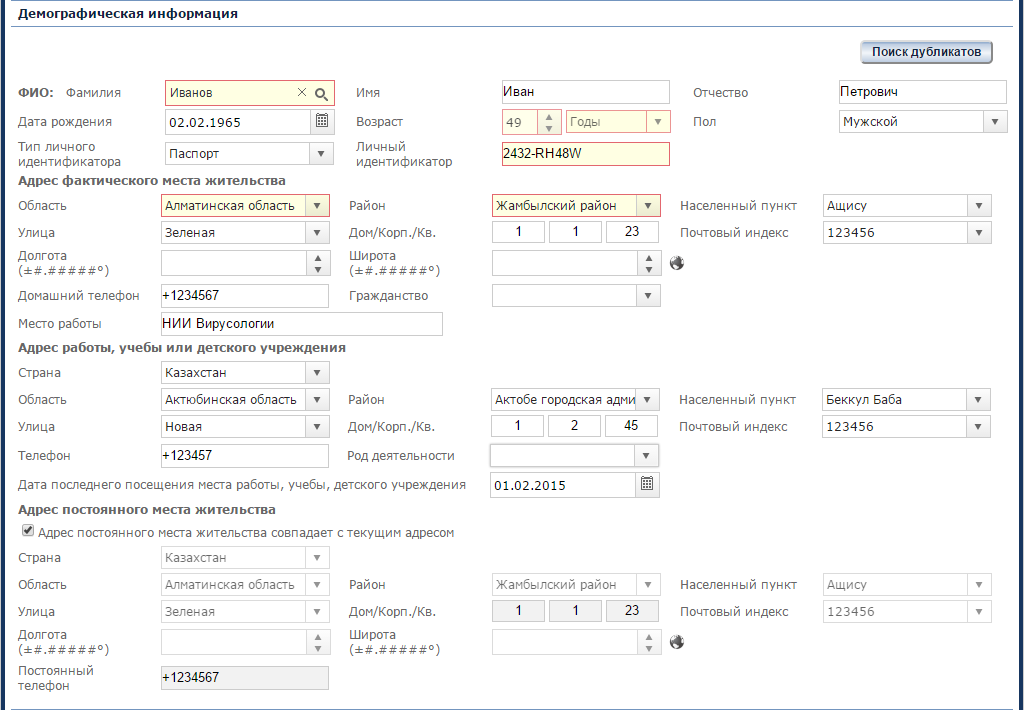 Демографическая информация
Поиск дубликатов
ФИО: Фамилия Иванов Имя Иван Отчество Петрович
Дата рождения 02.02.1965 Возраст 49 Годы Пол Мужской
Тип личного идентификатора Паспорт Личный идентификатор 2432-RH48W
Адрес фактического места жительства
Область Алматинская область Район Жамбылский район Населенный пункт Ащису
Улица Зеленая Дом/Корп./Кв. 1 1 23 Почтовый индекс 123456
Долгота (±#.#####°) Широта (±#.#####°)
Домашний телефон +1234567 Гражданство
Место работы НИИ Вирусологии
Адрес работы, учебы или детского учреждения
Страна Казахстан
Область Актюбинская область Район Актобе городская адми Населенный пункт Беккул Баба
Улица Новая Дом/Корп./Кв. 1 2 45 Почтовый индекс 123456
Телефон +123457 Род деятельности
Дата последнего посещения места работы, учебы, детского учреждения 01.02.2015
Адрес постоянного места жительства
Адрес постоянного места жительства совпадает с текущим адресом
Страна Казахстан
Область Алматинская область Район Жамбылский район Населенный пункт Ащису
Улица Зеленая Дом/Корп./Кв. 1 1 23 Почтовый индекс 123456
Долгота (±#.#####°) Широта (±#.#####°)
Постоянный телефон +1234567